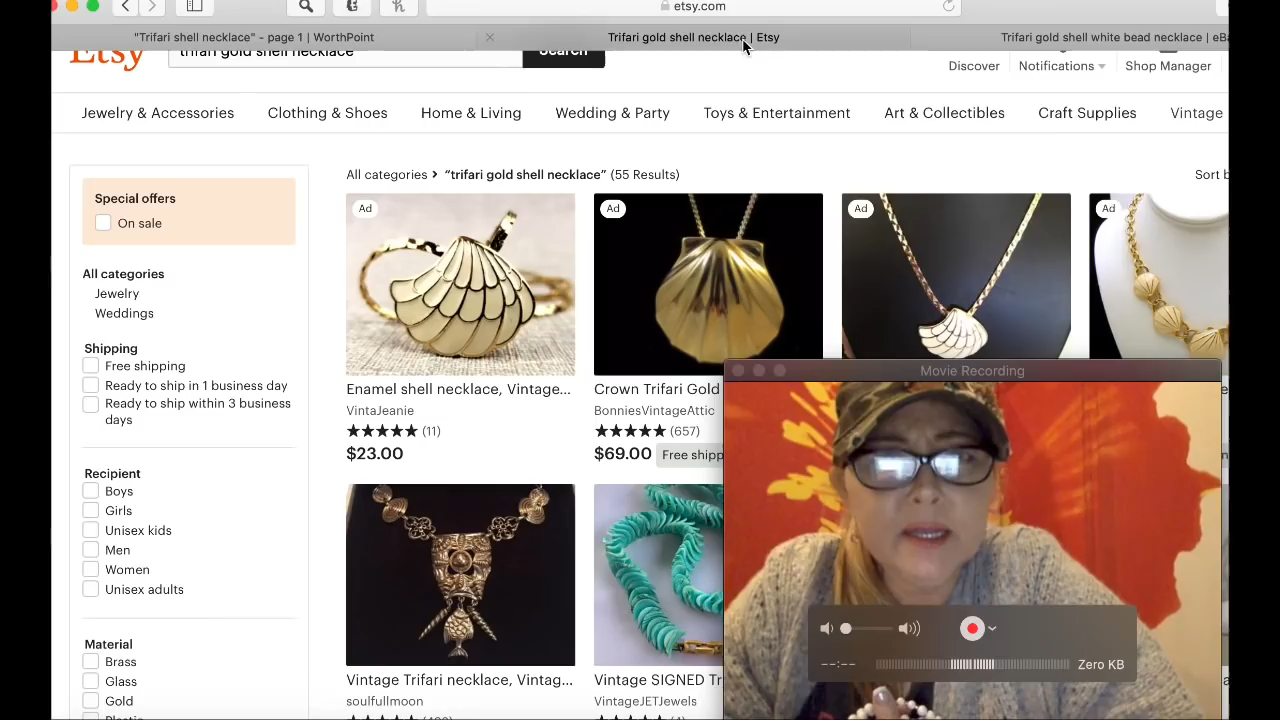 etsy.com
"Trifari shell necklace" - page 1 | WorthPoint
Trifari gold shell necklace | Etsy
Trifari gold shell white bead necklace | eBa
Etsy
trifari gold shell necklace
Search
Discover
Notifications
Shop Manager
Jewelry & Accessories
Clothing & Shoes
Home & Living
Wedding & Party
Toys & Entertainment
Art & Collectibles
Craft Supplies
Vintage
Special offers
On sale
All categories
Jewelry
Weddings
Shipping
Free shipping
Ready to ship in 1 business day
Ready to ship within 3 business
days
Recipient
Boys
Girls
Unisex kids
Men
Women
Unisex adults
Material
Brass
Glass
Gold
All categories > “trifari gold shell necklace” (55 Results)
Sort b
Ad
Ad
Ad
Ad
Enamel shell necklace, Vintage...
VintaJeanie
(11)
$23.00
Crown Trifari Gold
BonniesVintageAttic
(657)
$69.00
Free shipp
Vintage Trifari necklace, Vintag...
soulfullmoon
Vintage SIGNED Tr
VintageJETJewels
Movie Recording
--:--
Zero KB